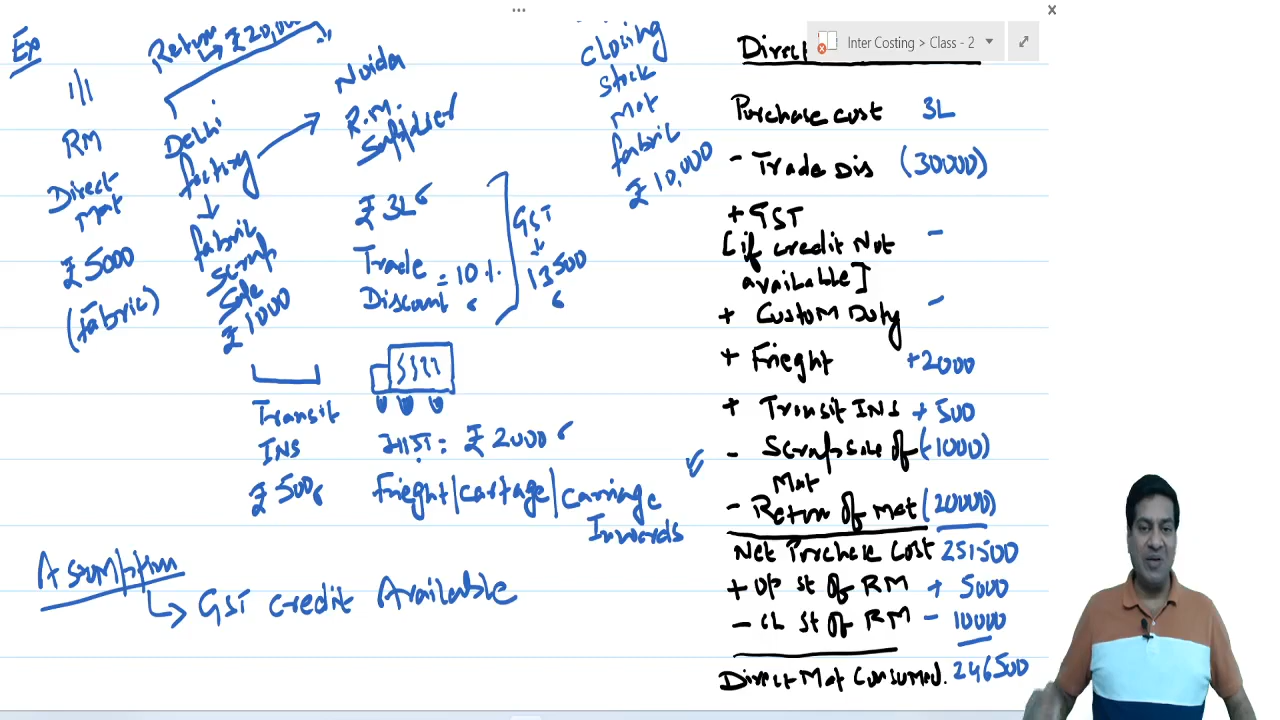 Ex
Return
↳ ₹20,000
1/1
RM
Direct
Mat
₹5000
(fabric)
Delhi
factory
↓
fabric
Scrap
Sale
₹1000
Noida
R.M.
Supplier
₹3L
Trade
Discount = 10%
GST
↓
13500
closing
stock
Mat
fabric
₹10,000
Transit
INS
₹500
: ₹2000
Frieght/cartage/carriage
Inwards
Asumption
↳ GST credit Available
Inter Costing > Class - 2
Direct
Purchase cost 3L
- Trade Dis (30000)
+ GST -
[if credit Not
available]
+ Custom Duty -
+ Frieght +2000
+ Transit INS + 500
- Scrap sale of (-1000)
Mat
- Return of mat (20000)
Net Purchase Cost 251500
+ op st of RM + 5000
- cl st of RM - 10000
Direct Mat Consumed. 246500